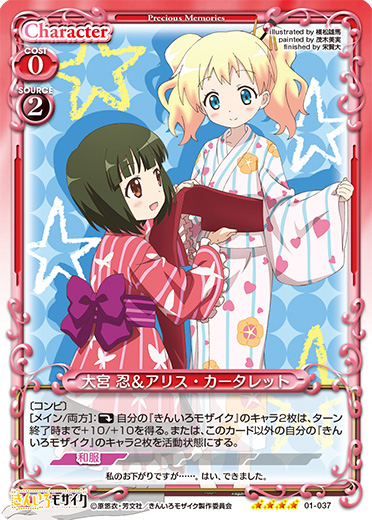 Precious Memories
Character
illustrated by 植松雄馬
painted by 茂木美実
finished by 宋賢大
COST
0
SOURCE
2
大宮 忍&アリス・カータレット
[コンビ]
[メイン/両方]:自分の『きんいろモザイク』のキャラ2枚は、ターン
終了時まで+10/+10を得る。または、このカード以外の自分の『きん
いろモザイク』のキャラ2枚を活動状態にする。
和服
私のお下がりですが……。はい、できました。
きんいろモザイク
©原悠衣・芳文社/きんいろモザイク製作委員会
01-037